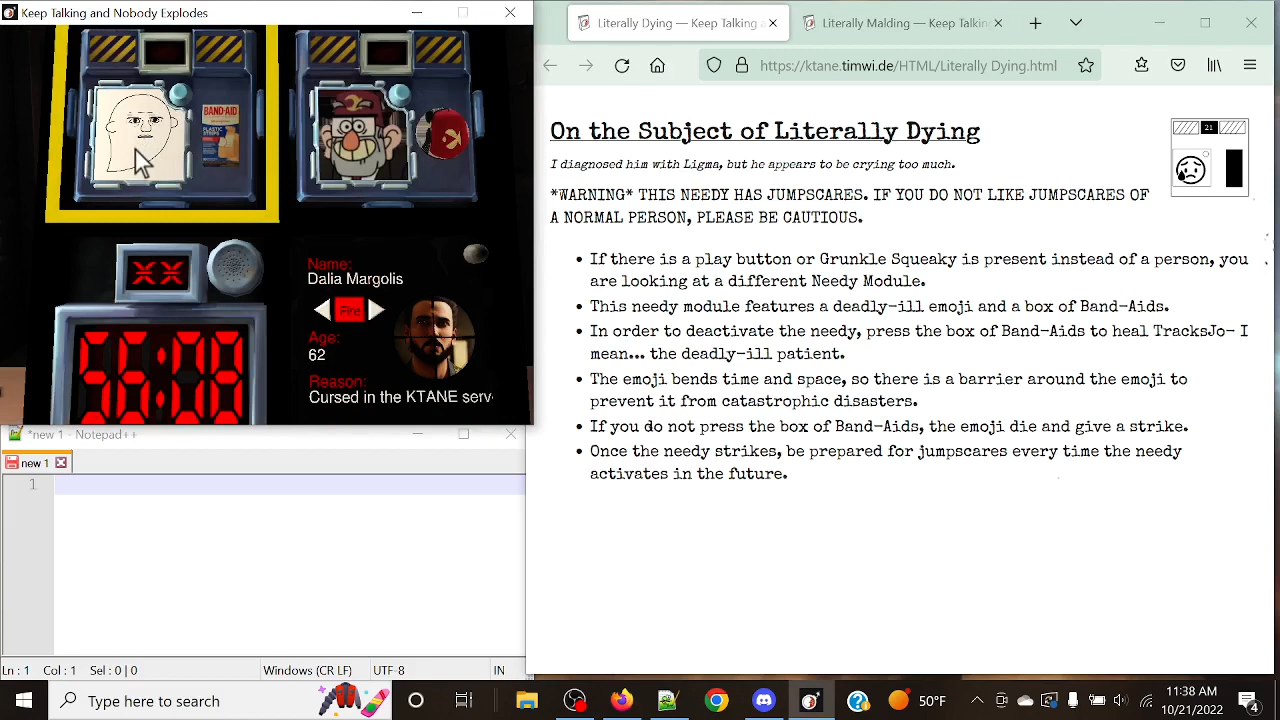 Keep Talking and Nobody Explodes
Literally Dying — Keep Talkin
Literally Malding — Keep Talkin
https://ktane.timwi.de/HTML/Literally Dying.html
BAND-AID
PLASTIC
STRIPS
XX
56:08
Name:
Dalia Margolis
Fire
Age:
62
Reason:
Cursed in the KTANE serv
On the Subject of Literally Dying
21
I diagnosed him with Ligma, but he appears to be crying too much.
*WARNING* THIS NEEDY HAS JUMPSCARES. IF YOU DO NOT LIKE JUMPSCARES OF
A NORMAL PERSON, PLEASE BE CAUTIOUS.
• If there is a play button or Grunkle Squeaky is present instead of a person, you
are looking at a different Needy Module.
• This needy module features a deadly-ill emoji and a box of Band-Aids.
• In order to deactivate the needy, press the box of Band-Aids to heal TracksJo- I
mean... the deadly-ill patient.
• The emoji bends time and space, so there is a barrier around the emoji to
prevent it from catastrophic disasters.
• If you do not press the box of Band-Aids, the emoji die and give a strike.
• Once the needy strikes, be prepared for jumpscares every time the needy
activates in the future.
*new 1 - Notepad++
new 1
1
Ln : 1 Col : 1 Sel : 0 | 0
Windows (CR LF)
UTF-8
IN
Type here to search
50°F
11:38 AM
10/21/2022
4